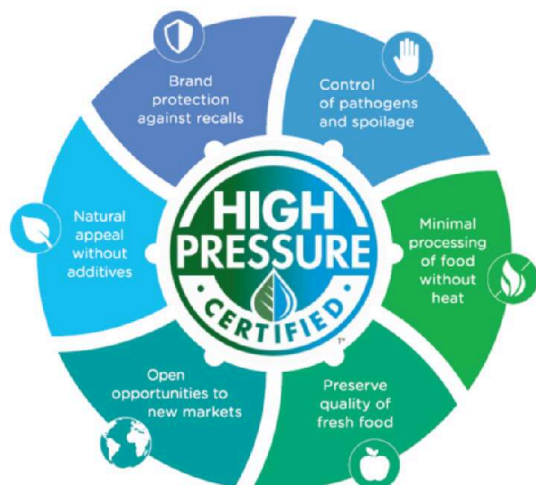 Brand
protection
against recalls
Control
of pathogens
and spoilage
Natural
appeal
without
additives
HIGH
PRESSURE
• CERTIFIED •
Minimal
processing
of food
without
heat
Open
opportunities to
new markets
Preserve
quality of
fresh food